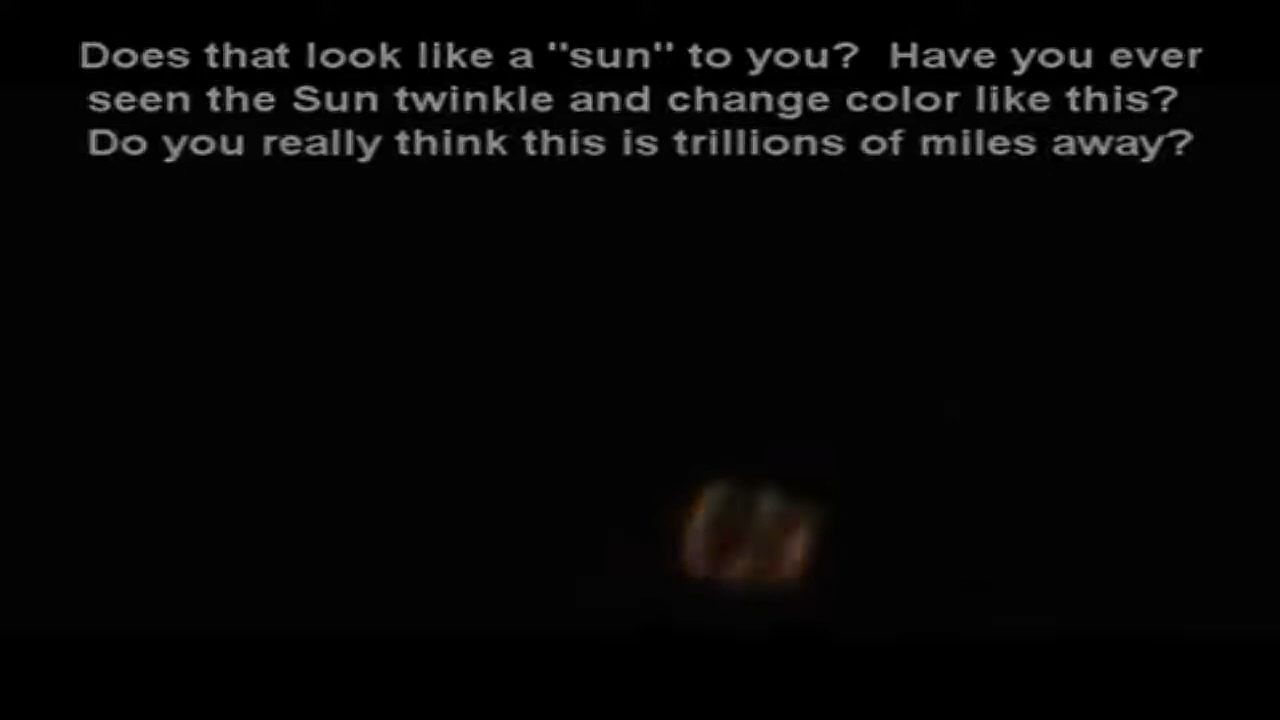 Does that look like a "sun" to you?  Have you ever
seen the Sun twinkle and change color like this?
Do you really think this is trillions of miles away?